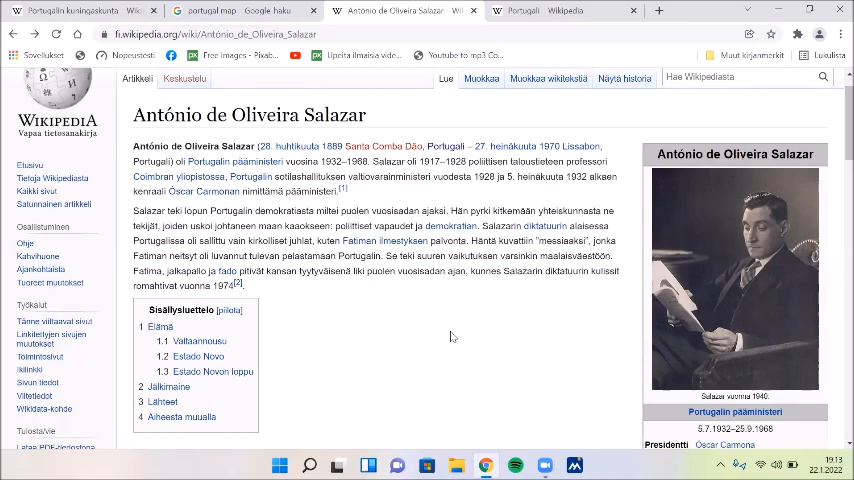 Portugalin kuningaskunta – Wiki
portugal map – Google haku
António de Oliveira Salazar – Wi
Portugali – Wikipedia
fi.wikipedia.org/wiki/António_de_Oliveira_Salazar
Sovellukset
Nopeustesti
Free Images - Pixab...
Upeita ilmaisia vide...
Youtube to mp3 Co...
Muut kirjanmerkit
Lukulista
WIKIPEDIA
Vapaa tietosanakirja
Artikkeli
Keskustelu
Lue
Muokkaa
Muokkaa wikitekstiä
Näytä historia
Hae Wikipediasta
António de Oliveira Salazar
António de Oliveira Salazar (28. huhtikuuta 1889 Santa Comba Dão, Portugali – 27. heinäkuuta 1970 Lissabon,
Portugali) oli Portugalin pääministeri vuosina 1932–1968. Salazar oli 1917–1928 poliittisen taloustieteen professori
Coimbran yliopistossa, Portugalin sotilashallituksen valtiovarainministeri vuodesta 1928 ja 5. heinäkuuta 1932 alkaen
kenraali Óscar Carmonan nimittämä pääministeri.[1]
Salazar teki lopun Portugalin demokratiasta miltei puolen vuosisadan ajaksi. Hän pyrki kitkemään yhteiskunnasta ne
tekijät, joiden uskoi johtaneen maan kaaokseen: poliittiset vapaudet ja demokratian. Salazarin diktatuurin alaisessa
Portugalissa oli sallittu vain kirkolliset juhlat, kuten Fatiman ilmestyksen palvonta. Häntä kuvattiin "messiaaksi", jonka
Fatiman neitsyt oli luvannut tulevan pelastamaan Portugalin. Se teki suuren vaikutuksen varsinkin maalaisväestöön.
Fatima, jalkapallo ja fado pitivät kansan tyytyväisenä liki puolen vuosisadan ajan, kunnes Salazarin diktatuurin kulissit
romahtivat vuonna 1974[2].
Sisällysluettelo [piilota]
1 Elämä
1.1 Valtaannousu
1.2 Estado Novo
1.3 Estado Novon loppu
2 Jälkimaine
3 Lähteet
4 Aiheesta muualla
Etusivu
Tietoja Wikipediasta
Kaikki sivut
Satunnainen artikkeli
Osallistuminen
Ohje
Kahvihuone
Ajankohtaista
Tuoreet muutokset
Työkalut
Tänne viittaavat sivut
Linkitettyjen sivujen
muutokset
Toimintosivut
Ikilinkki
Sivun tiedot
Viitetiedot
Wikidata-kohde
Tulosta/vie
Lataa PDF-tiedostona
António de Oliveira Salazar
Salazar vuonna 1940.
Portugalin pääministeri
5.7.1932–25.9.1968
Presidentti Óscar Carmona
19.13
22.1.2022